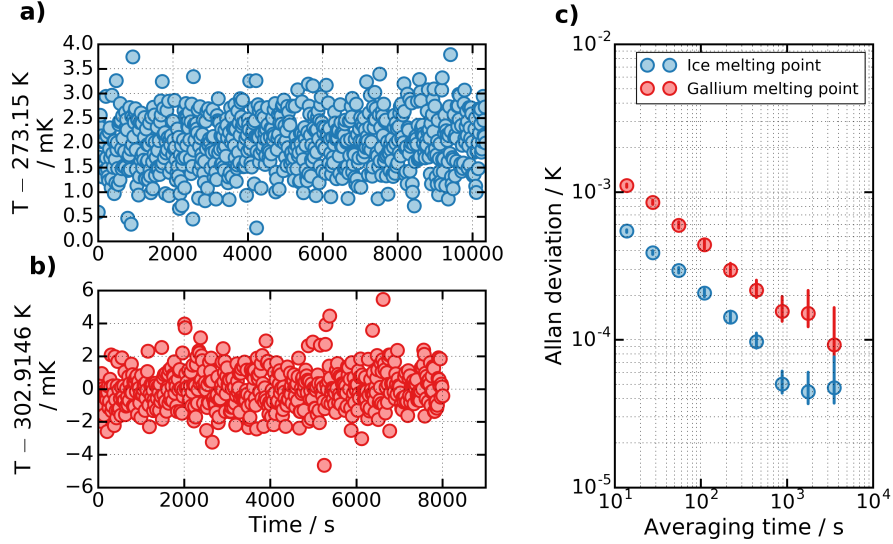 a)
T − 273.15 K
/ mK
4.0
3.5
3.0
2.5
2.0
1.5
1.0
0.5
0.0
0 2000 4000 6000 8000 10000
b)
T − 302.9146 K
/ mK
6
4
2
0
−2
−4
−6
0 2000 4000 6000 8000
Time / s
c)
Allan deviation / K
10⁻²
10⁻³
10⁻⁴
10⁻⁵
Ice melting point
Gallium melting point
10¹ 10² 10³ 10⁴
Averaging time / s